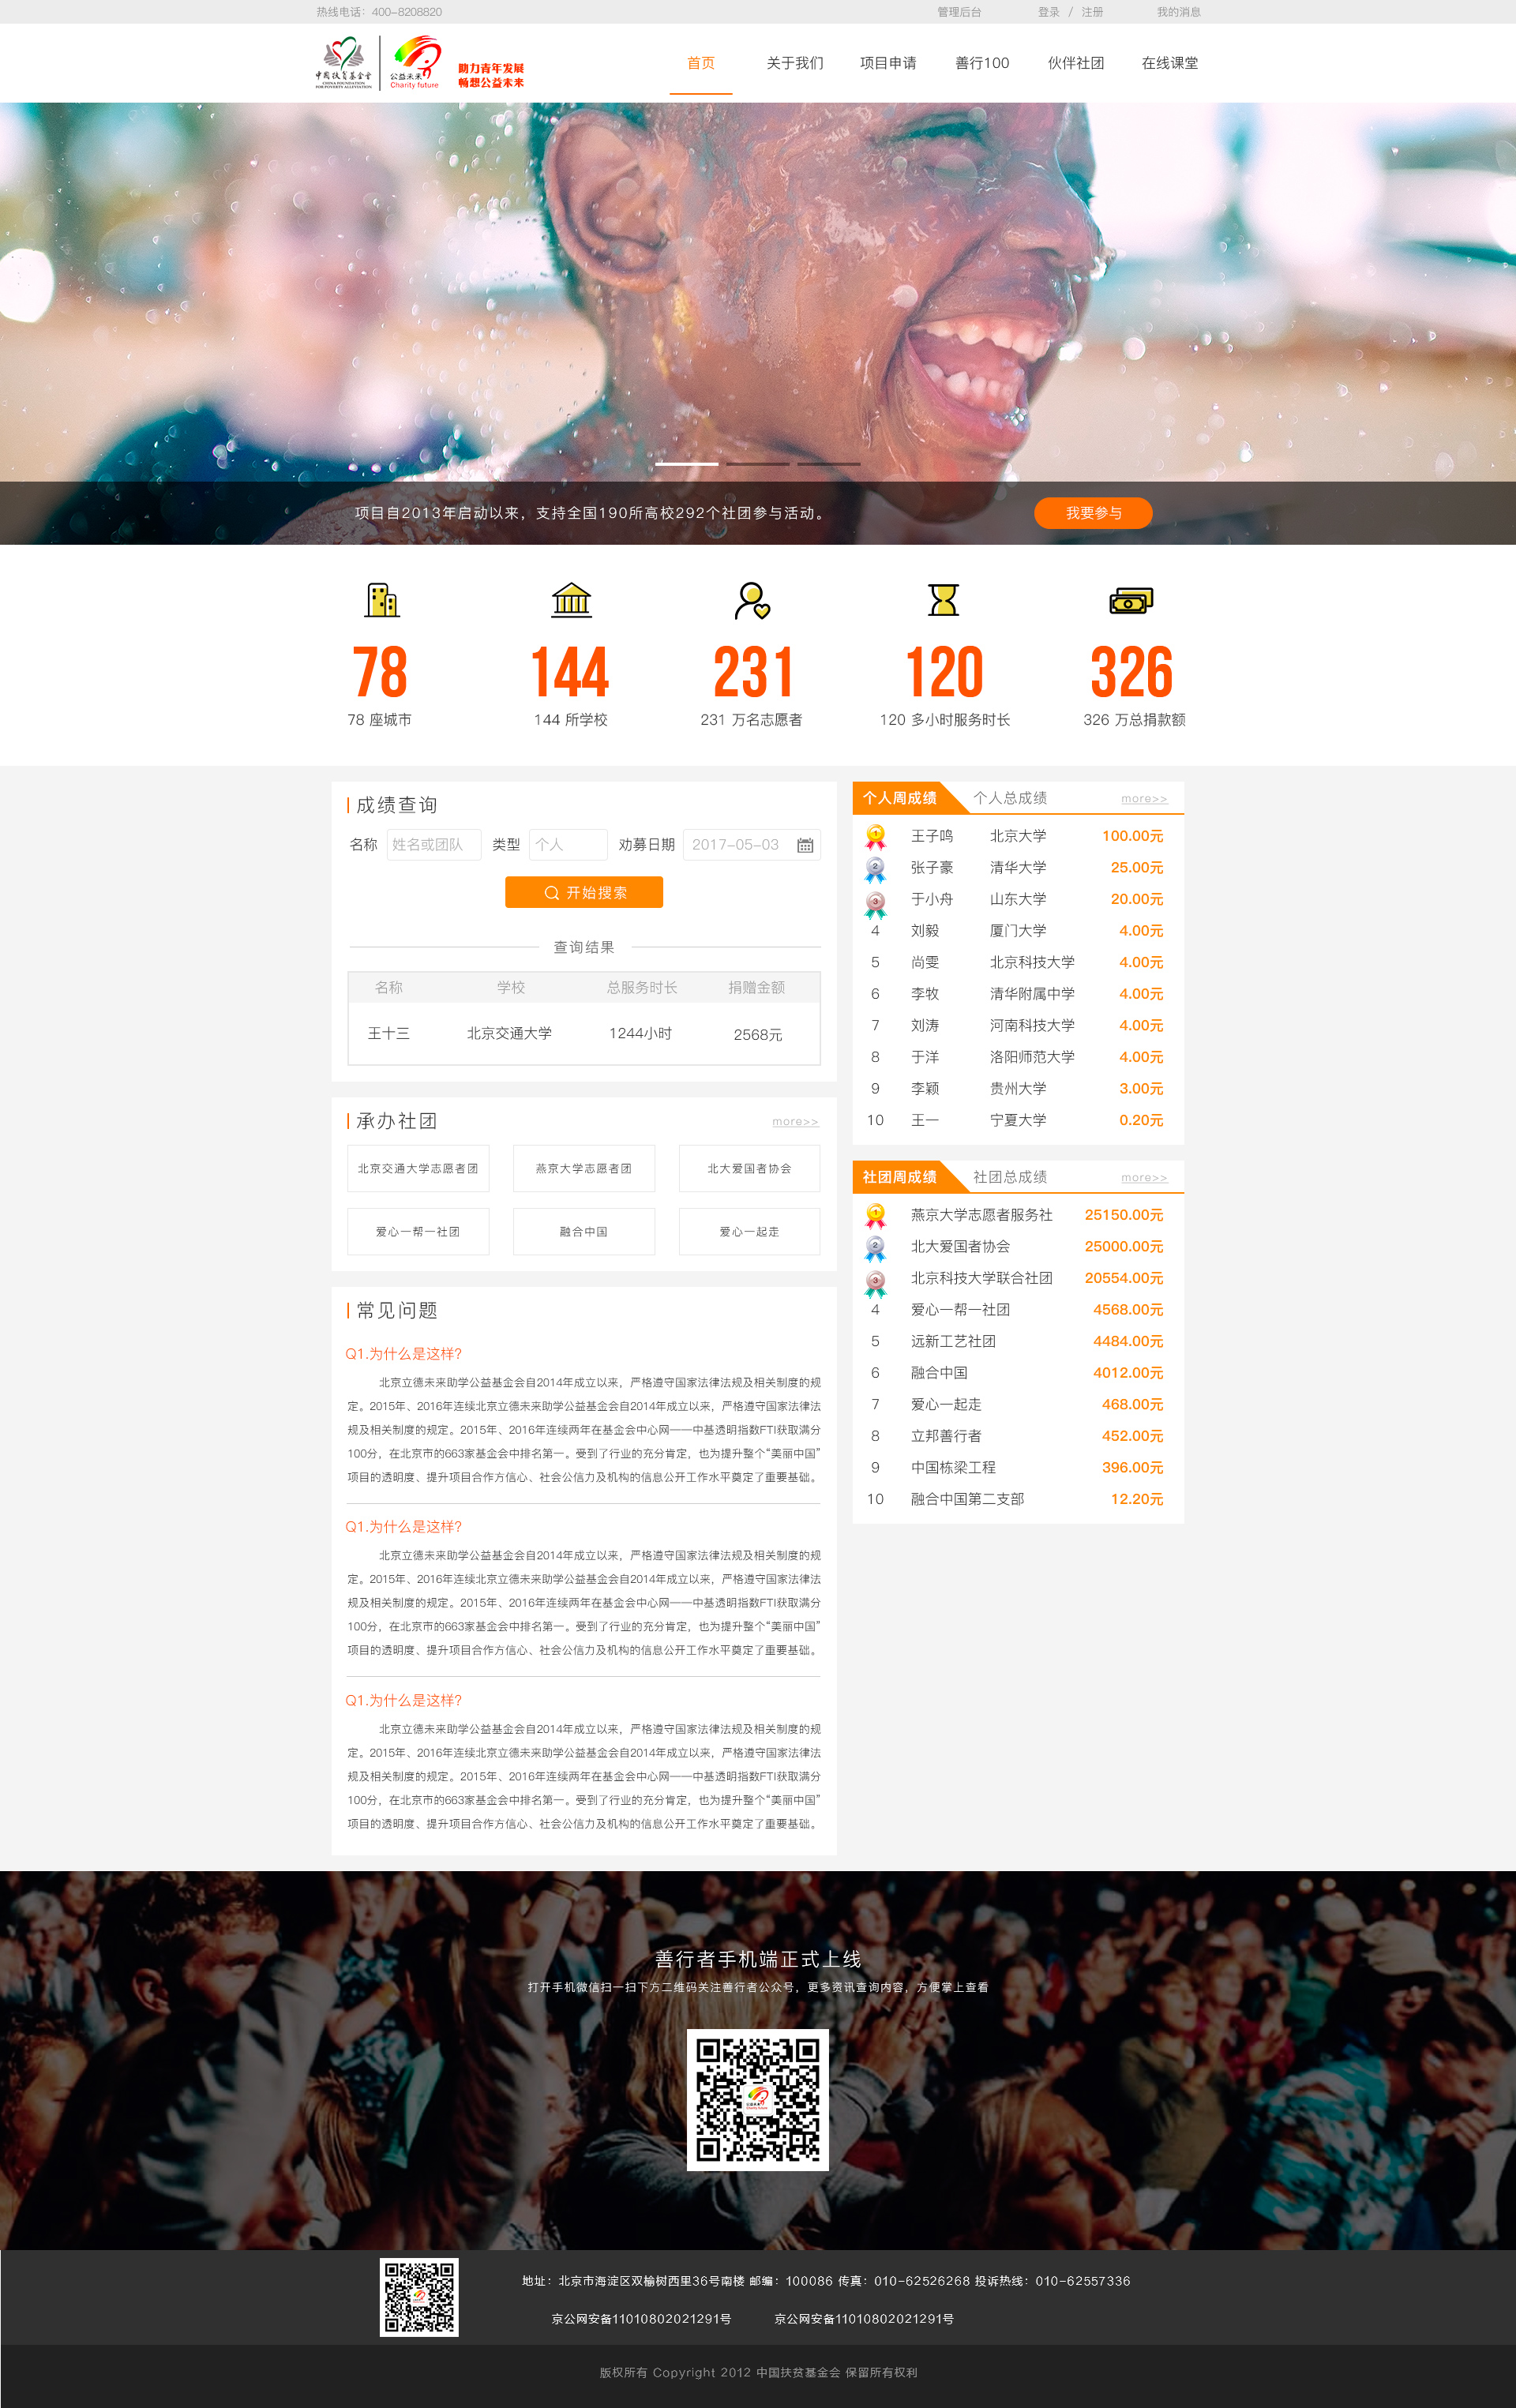 热线电话：400-8208820
管理后台
登录 / 注册
我的消息
中国扶贫基金会
CHINA FOUNDATION
FOR POVERTY ALLEVIATION
公益未来
Charity future
助力青年发展
畅想公益未来
首页
关于我们
项目申请
善行100
伙伴社团
在线课堂
项目自2013年启动以来，支持全国190所高校292个社团参与活动。
我要参与
78
144
231
120
326
78 座城市
144 所学校
231 万名志愿者
120 多小时服务时长
326 万总捐款额
成绩查询
名称 姓名或团队 类型 个人 劝募日期 2017-05-03
开始搜索
查询结果
名称 学校 总服务时长 捐赠金额
王十三 北京交通大学 1244小时 2568元
承办社团
more>>
北京交通大学志愿者团
燕京大学志愿者团
北大爱国者协会
爱心一帮一社团
融合中国
爱心一起走
常见问题
Q1.为什么是这样?
北京立德未来助学公益基金会自2014年成立以来，严格遵守国家法律法规及相关制度的规
定。2015年、2016年连续北京立德未来助学公益基金会自2014年成立以来，严格遵守国家法律法
规及相关制度的规定。2015年、2016年连续两年在基金会中心网——中基透明指数FTI获取满分
100分，在北京市的663家基金会中排名第一。受到了行业的充分肯定，也为提升整个“美丽中国”
项目的透明度、提升项目合作方信心、社会公信力及机构的信息公开工作水平奠定了重要基础。
Q1.为什么是这样?
北京立德未来助学公益基金会自2014年成立以来，严格遵守国家法律法规及相关制度的规
定。2015年、2016年连续北京立德未来助学公益基金会自2014年成立以来，严格遵守国家法律法
规及相关制度的规定。2015年、2016年连续两年在基金会中心网——中基透明指数FTI获取满分
100分，在北京市的663家基金会中排名第一。受到了行业的充分肯定，也为提升整个“美丽中国”
项目的透明度、提升项目合作方信心、社会公信力及机构的信息公开工作水平奠定了重要基础。
Q1.为什么是这样?
北京立德未来助学公益基金会自2014年成立以来，严格遵守国家法律法规及相关制度的规
定。2015年、2016年连续北京立德未来助学公益基金会自2014年成立以来，严格遵守国家法律法
规及相关制度的规定。2015年、2016年连续两年在基金会中心网——中基透明指数FTI获取满分
100分，在北京市的663家基金会中排名第一。受到了行业的充分肯定，也为提升整个“美丽中国”
项目的透明度、提升项目合作方信心、社会公信力及机构的信息公开工作水平奠定了重要基础。
个人周成绩 个人总成绩 more>>
1 王子鸣 北京大学 100.00元
2 张子豪 清华大学 25.00元
3 于小舟 山东大学 20.00元
4 刘毅 厦门大学 4.00元
5 尚雯 北京科技大学 4.00元
6 李牧 清华附属中学 4.00元
7 刘涛 河南科技大学 4.00元
8 于洋 洛阳师范大学 4.00元
9 李颖 贵州大学 3.00元
10 王一 宁夏大学 0.20元
社团周成绩 社团总成绩 more>>
1 燕京大学志愿者服务社 25150.00元
2 北大爱国者协会 25000.00元
3 北京科技大学联合社团 20554.00元
4 爱心一帮一社团 4568.00元
5 远新工艺社团 4484.00元
6 融合中国 4012.00元
7 爱心一起走 468.00元
8 立邦善行者 452.00元
9 中国栋梁工程 396.00元
10 融合中国第二支部 12.20元
善行者手机端正式上线
打开手机微信扫一扫下方二维码关注善行者公众号，更多资讯查询内容，方便掌上查看
公益未来
Charity future
地址：北京市海淀区双榆树西里36号南楼 邮编：100086 传真：010-62526268 投诉热线：010-62557336
京公网安备11010802021291号 京公网安备11010802021291号
版权所有 Copyright 2012 中国扶贫基金会 保留所有权利